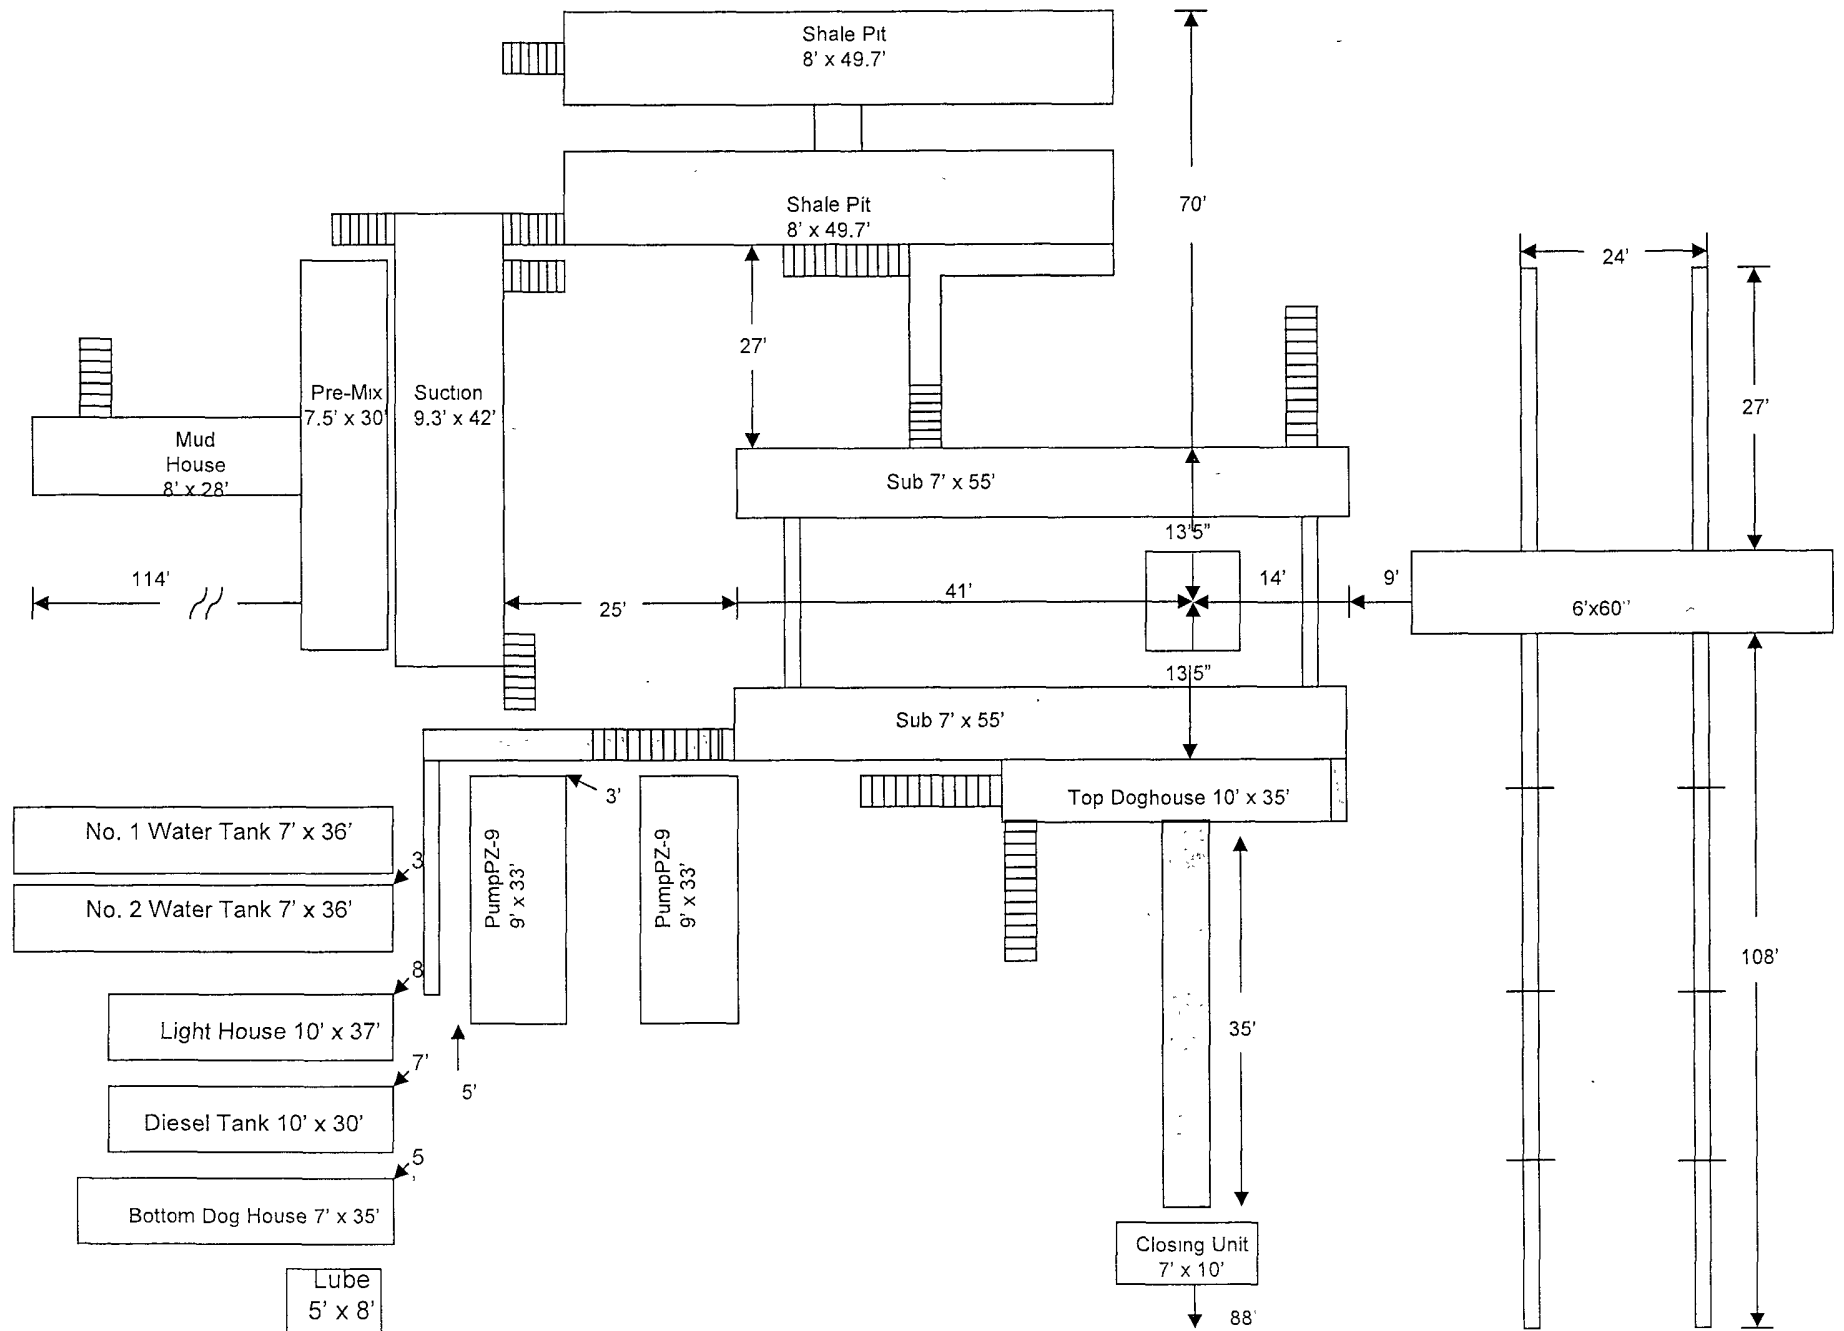 Shale Pit
8' x 49.7'
Shale Pit
8' x 49.7'
70'
24'
27'
27'
Pre-Mix
7.5' x 30'
Suction
9.3' x 42'
Mud
House
8' x 28'
Sub 7' x 55'
13'5"
114'
25'
41'
14'
9'
6'x60'
13'5"
Sub 7' x 55'
3'
Top Doghouse 10' x 35'
No. 1 Water Tank 7' x 36'
3
No. 2 Water Tank 7' x 36'
PumpPZ-9
9' x 33'
PumpPZ-9
9' x 33'
108'
8
Light House 10' x 37'
35'
7'
5'
Diesel Tank 10' x 30'
5
'
Bottom Dog House 7' x 35'
Closing Unit
7' x 10'
Lube
5' x 8'
88'